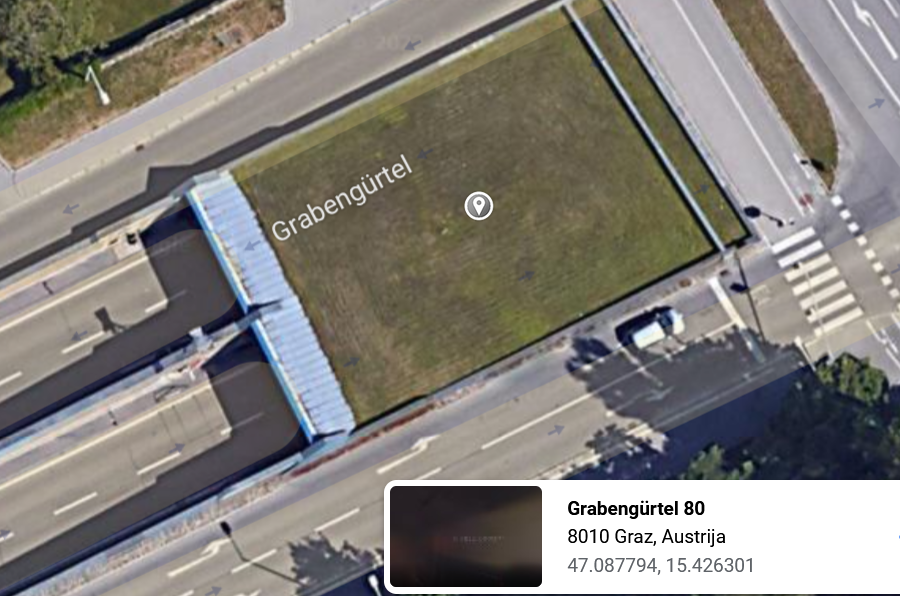 Grabengürtel
Grabengürtel 80
8010 Graz, Austrija
47.087794, 15.426301